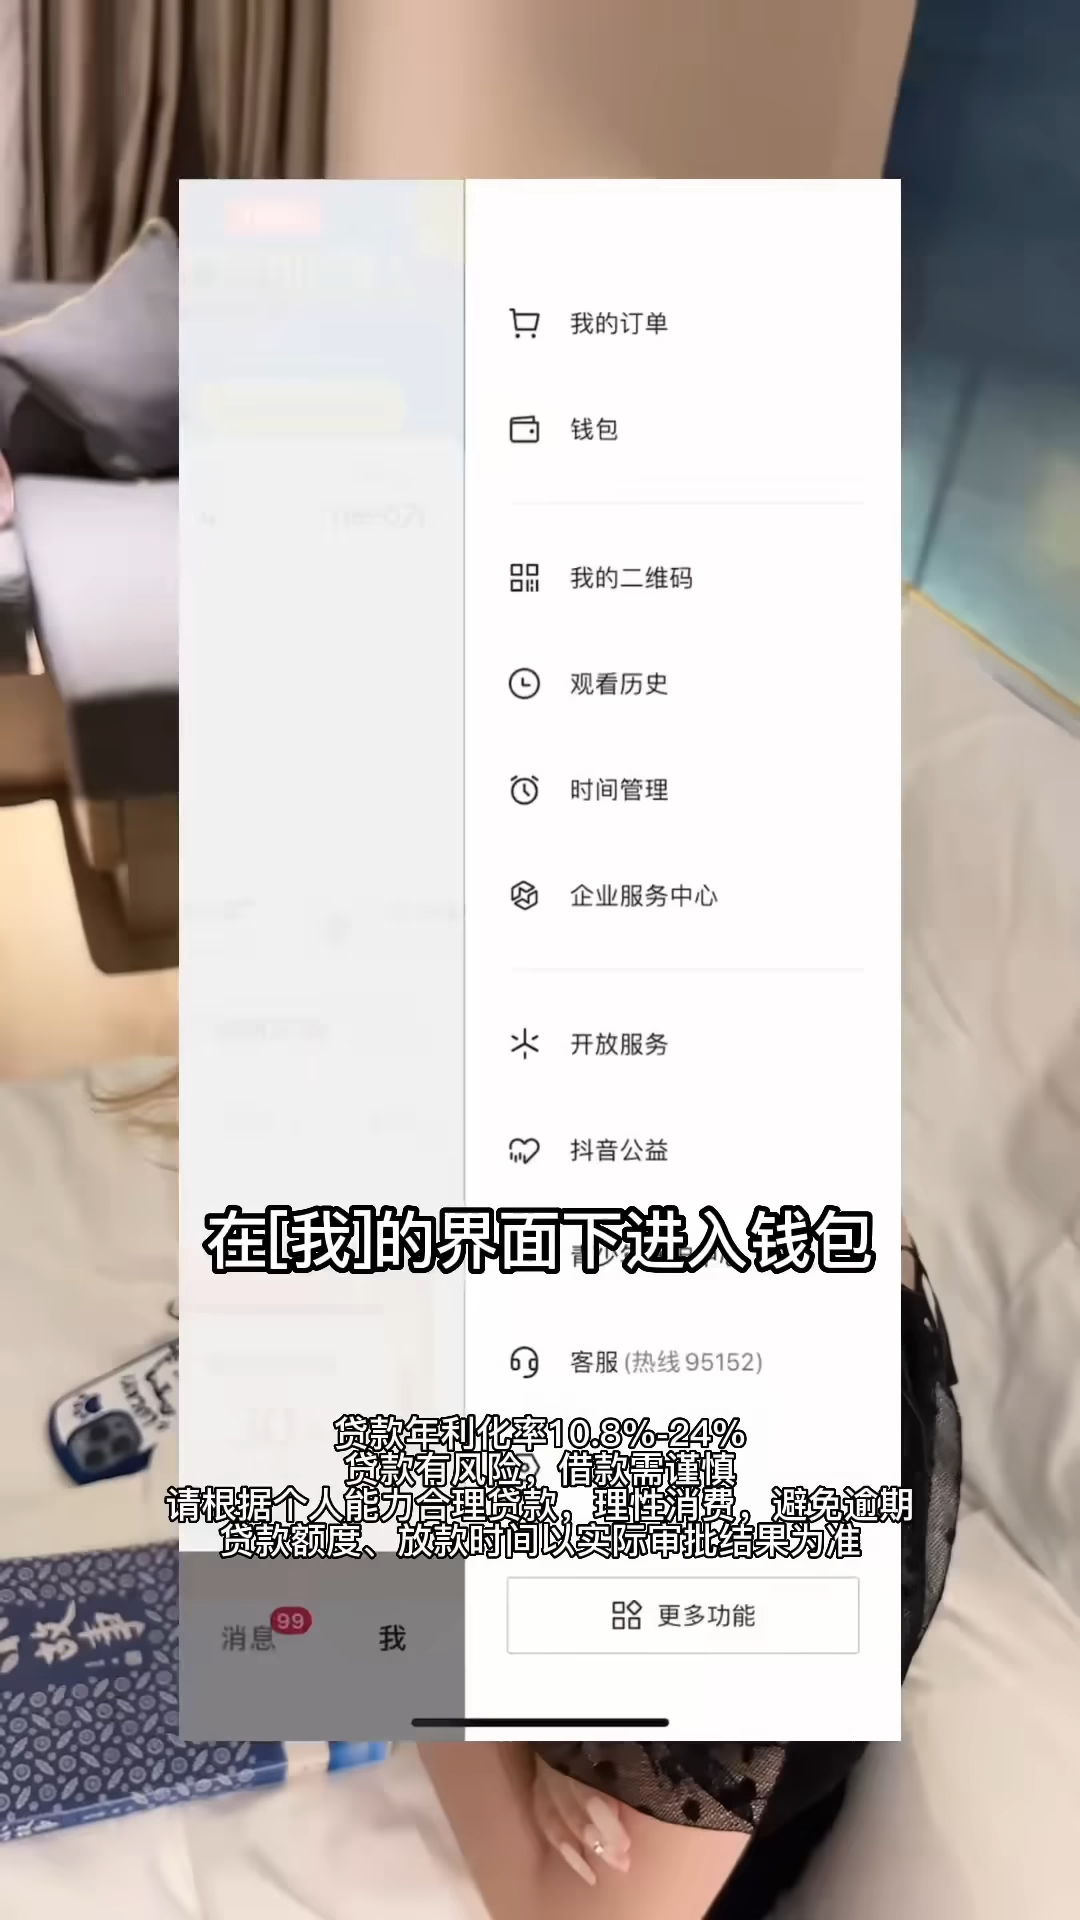 我的订单
钱包
我的二维码
观看历史
时间管理
企业服务中心
开放服务
抖音公益
在[我]的界面下进入钱包
客服 (热线 95152)
贷款年利化率10.8%-24%
贷款有风险，借款需谨慎
请根据个人能力合理贷款，理性消费，避免逾期
贷款额度、放款时间以实际审批结果为准
消息 99
我
更多功能
故事